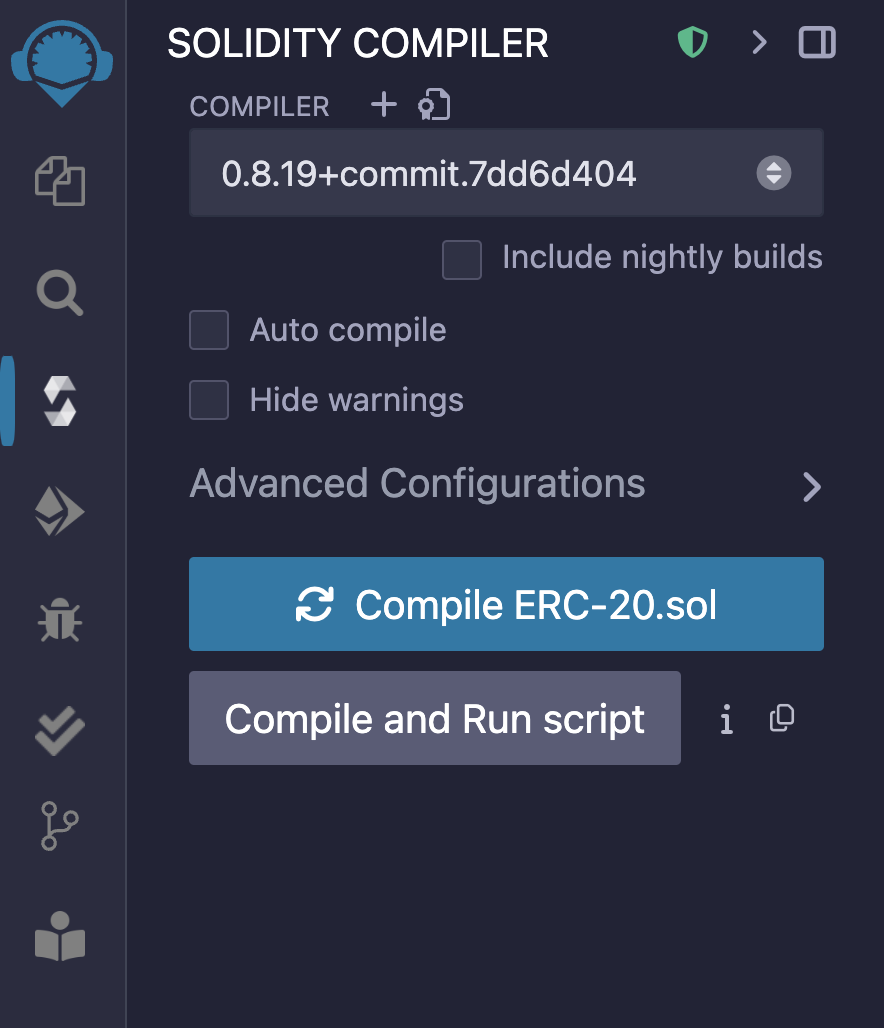 SOLIDITY COMPILER
COMPILER
0.8.19+commit.7dd6d404
Include nightly builds
Auto compile
Hide warnings
Advanced Configurations
Compile ERC-20.sol
Compile and Run script